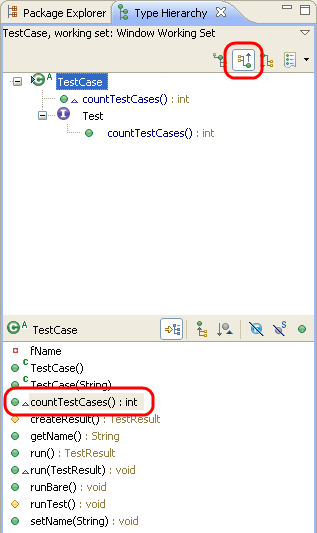 Package Explorer Type Hierarchy
TestCase, working set: Window Working Set
A TestCase
countTestCases() : int
I Test
countTestCases() : int
C A TestCase
fName
C TestCase()
C TestCase(String)
countTestCases() : int
createResult() : TestResult
getName() : String
run() : TestResult
run(TestResult) : void
runBare() : void
runTest() : void
setName(String) : void